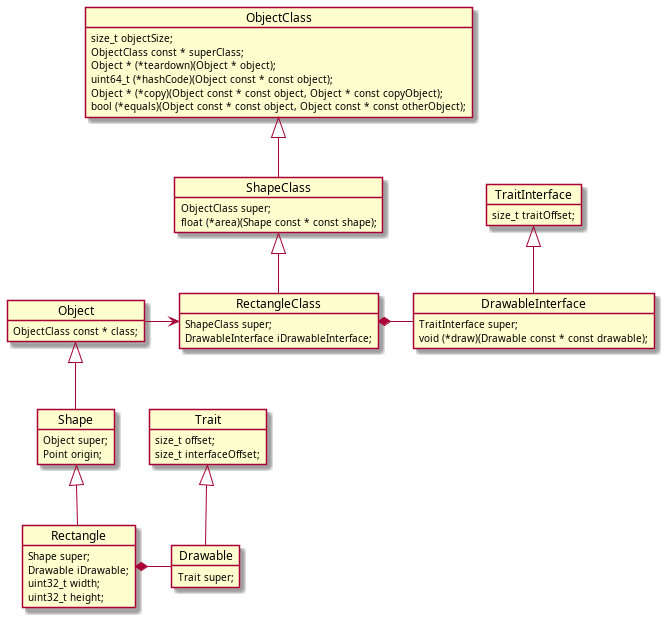 ObjectClass
size_t objectSize;
ObjectClass const * superClass;
Object * (*teardown)(Object * object);
uint64_t (*hashCode)(Object const * const object);
Object * (*copy)(Object const * const object, Object * const copyObject);
bool (*equals)(Object const * const object, Object const * const otherObject);
ShapeClass
ObjectClass super;
float (*area)(Shape const * const shape);
TraitInterface
size_t traitOffset;
Object
ObjectClass const * class;
RectangleClass
ShapeClass super;
DrawableInterface iDrawableInterface;
DrawableInterface
TraitInterface super;
void (*draw)(Drawable const * const drawable);
Shape
Object super;
Point origin;
Trait
size_t offset;
size_t interfaceOffset;
Rectangle
Shape super;
Drawable iDrawable;
uint32_t width;
uint32_t height;
Drawable
Trait super;